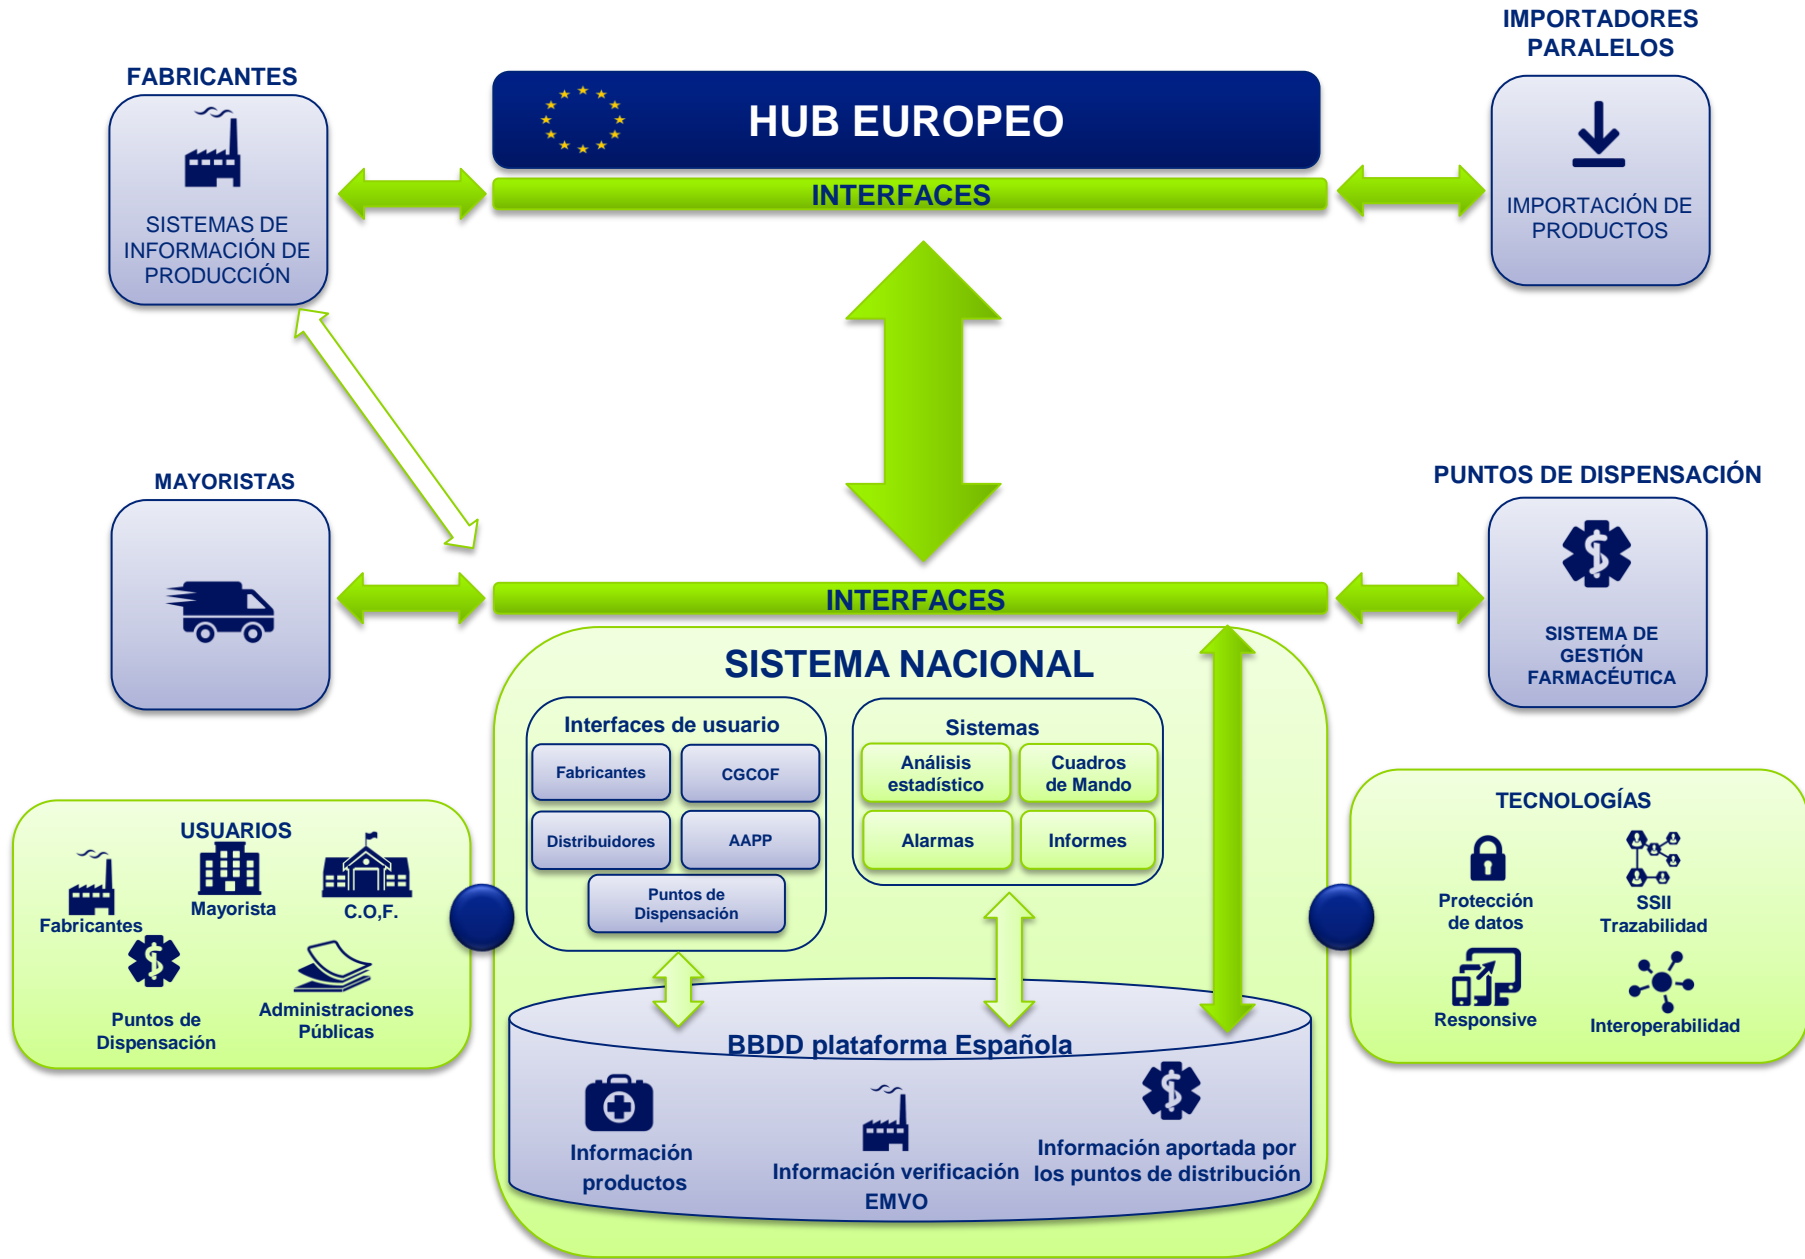 IMPORTADORES
PARALELOS
FABRICANTES
HUB EUROPEO
INTERFACES
SISTEMAS DE
INFORMACIÓN DE
PRODUCCIÓN
IMPORTACIÓN DE
PRODUCTOS
MAYORISTAS
PUNTOS DE DISPENSACIÓN
INTERFACES
SISTEMA DE
GESTIÓN
FARMACÉUTICA
SISTEMA NACIONAL
Interfaces de usuario
Fabricantes
CGCOF
Distribuidores
AAPP
Puntos de
Dispensación
Sistemas
Análisis
estadístico
Cuadros
de Mando
Alarmas
Informes
USUARIOS
Fabricantes
Mayorista
C.O,F.
Puntos de
Dispensación
Administraciones
Públicas
TECNOLOGÍAS
Protección
de datos
SSII
Trazabilidad
Responsive
Interoperabilidad
BBDD plataforma Española
Información
productos
Información verificación
EMVO
Información aportada por
los puntos de distribución